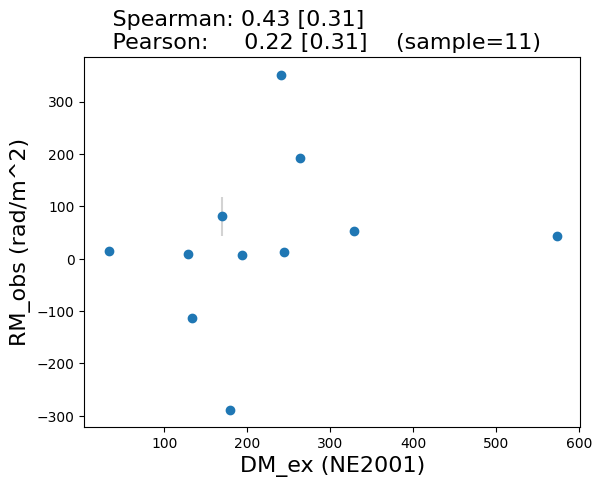 Spearman: 0.43 [0.31]
Pearson: 0.22 [0.31] (sample=11)
300
200
100
0
−100
−200
−300
RM_obs (rad/m^2)
100 200 300 400 500 600
DM_ex (NE2001)